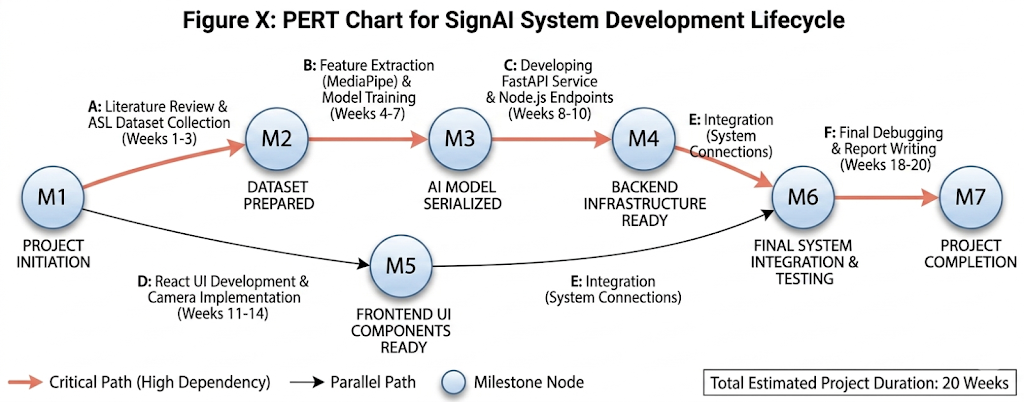 Figure X: PERT Chart for SignAI System Development Lifecycle
A: Literature Review &
ASL Dataset Collection
(Weeks 1-3)
B: Feature Extraction
(MediaPipe) &
Model Training
(Weeks 4-7)
C: Developing
FastAPI Service
& Node.js Endpoints
(Weeks 8-10)
E: Integration
(System
Connections)
F: Final Debugging
& Report Writing
(Weeks 18-20)
M1
PROJECT
INITIATION
M2
DATASET
PREPARED
M3
AI MODEL
SERIALIZED
M4
BACKEND
INFRASTRUCTURE
READY
M6
FINAL SYSTEM
INTEGRATION &
TESTING
M7
PROJECT
COMPLETION
D: React UI Development &
Camera Implementation
(Weeks 11-14)
M5
FRONTEND UI
COMPONENTS
READY
E: Integration
(System Connections)
Critical Path (High Dependency)
Parallel Path
Milestone Node
Total Estimated Project Duration: 20 Weeks